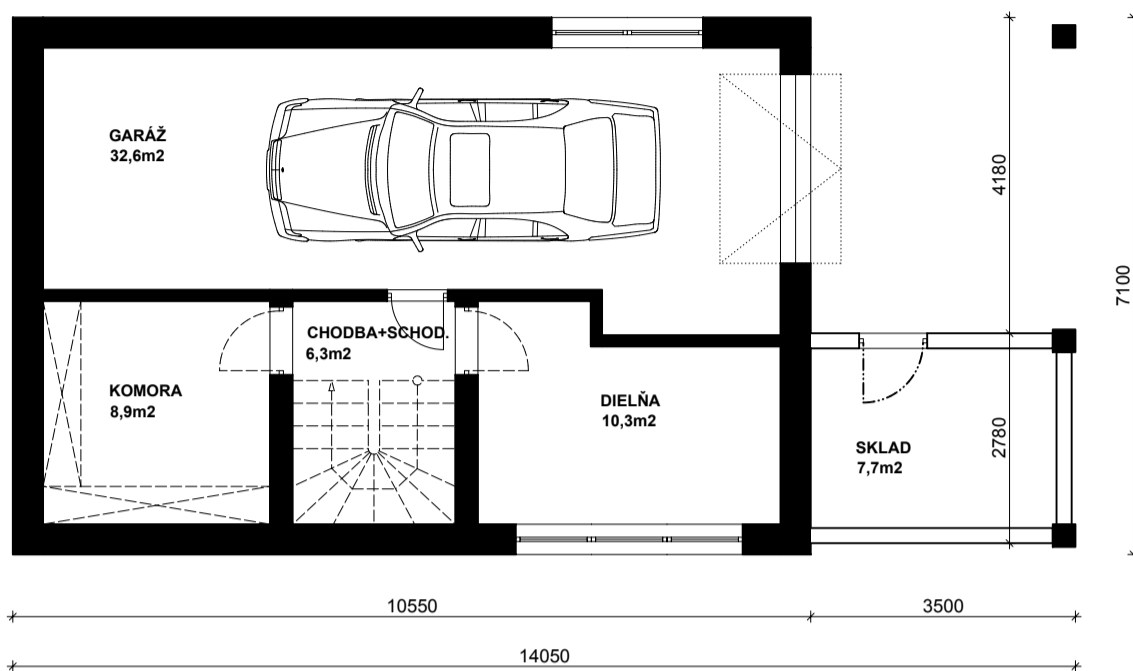 GARÁŽ
32,6m2
4180
7100
CHODBA+SCHOD.
6,3m2
KOMORA
8,9m2
DIELŇA
10,3m2
SKLAD
7,7m2
2780
10550
3500
14050